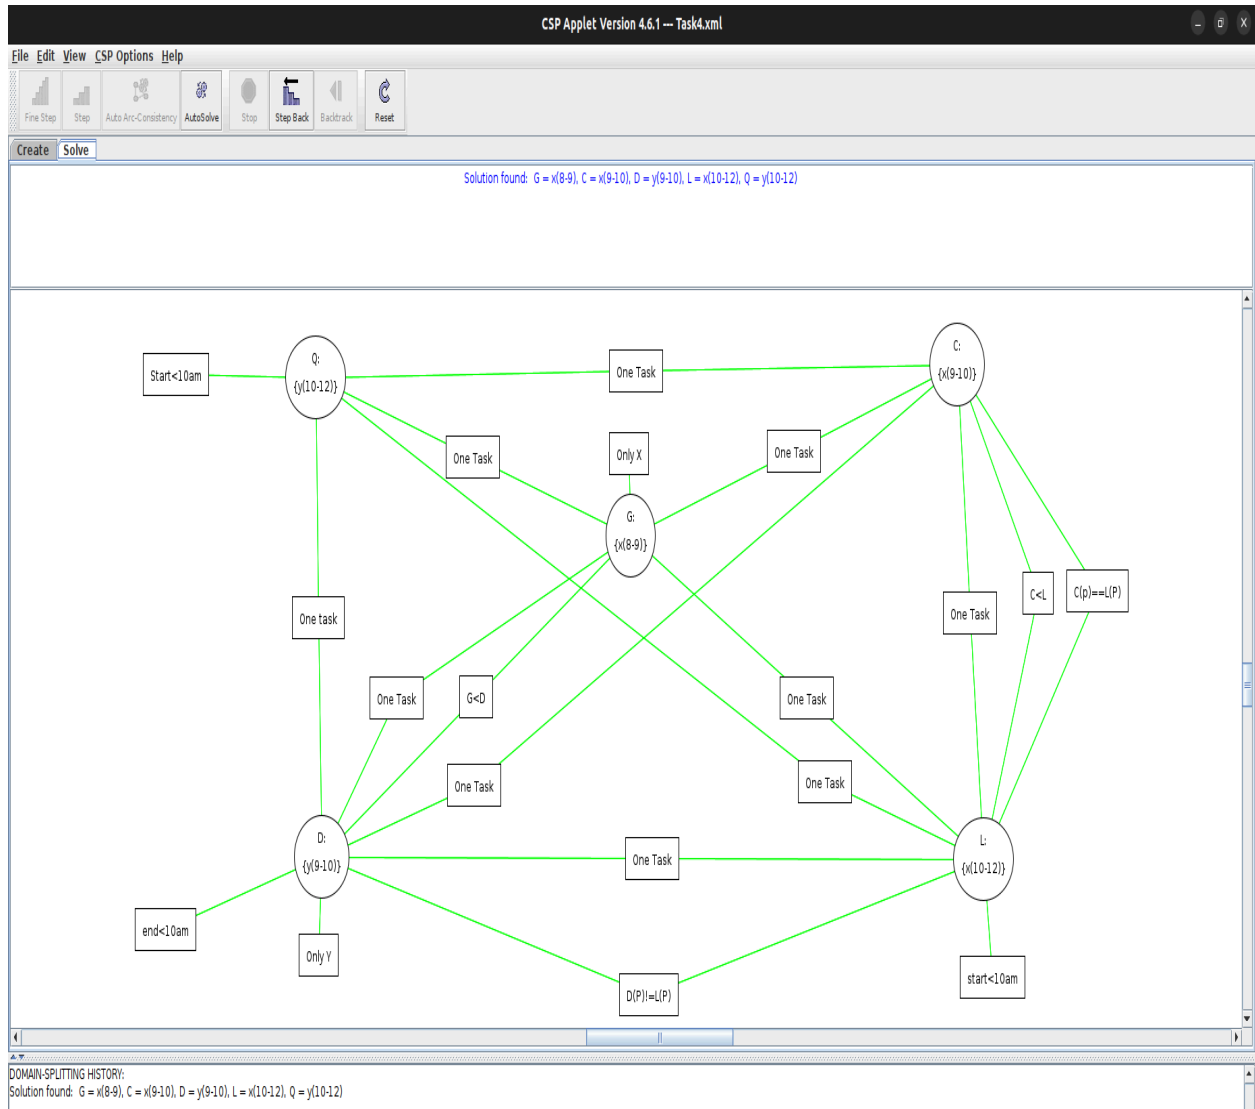 CSP Applet Version 4.6.1 --- Task4.xml
File Edit View CSP Options Help
Fine Step Step Auto Arc-Consistency AutoSolve Stop Step Back Backtrack Reset
Create Solve
Solution found: G = x(8-9), C = x(9-10), D = y(9-10), L = x(10-12), Q = y(10-12)
Start<10am
Q:
{y(10-12)}
One Task
C:
{x(9-10)}
One Task
Only X
One Task
G:
{x(8-9)}
One task
One Task
C<L
C(p)==L(P)
One Task
G<D
One Task
One Task
One Task
D:
{y(9-10)}
One Task
L:
{x(10-12)}
end<10am
Only Y
D(P)!=L(P)
start<10am
DOMAIN-SPLITTING HISTORY:
Solution found: G = x(8-9), C = x(9-10), D = y(9-10), L = x(10-12), Q = y(10-12)